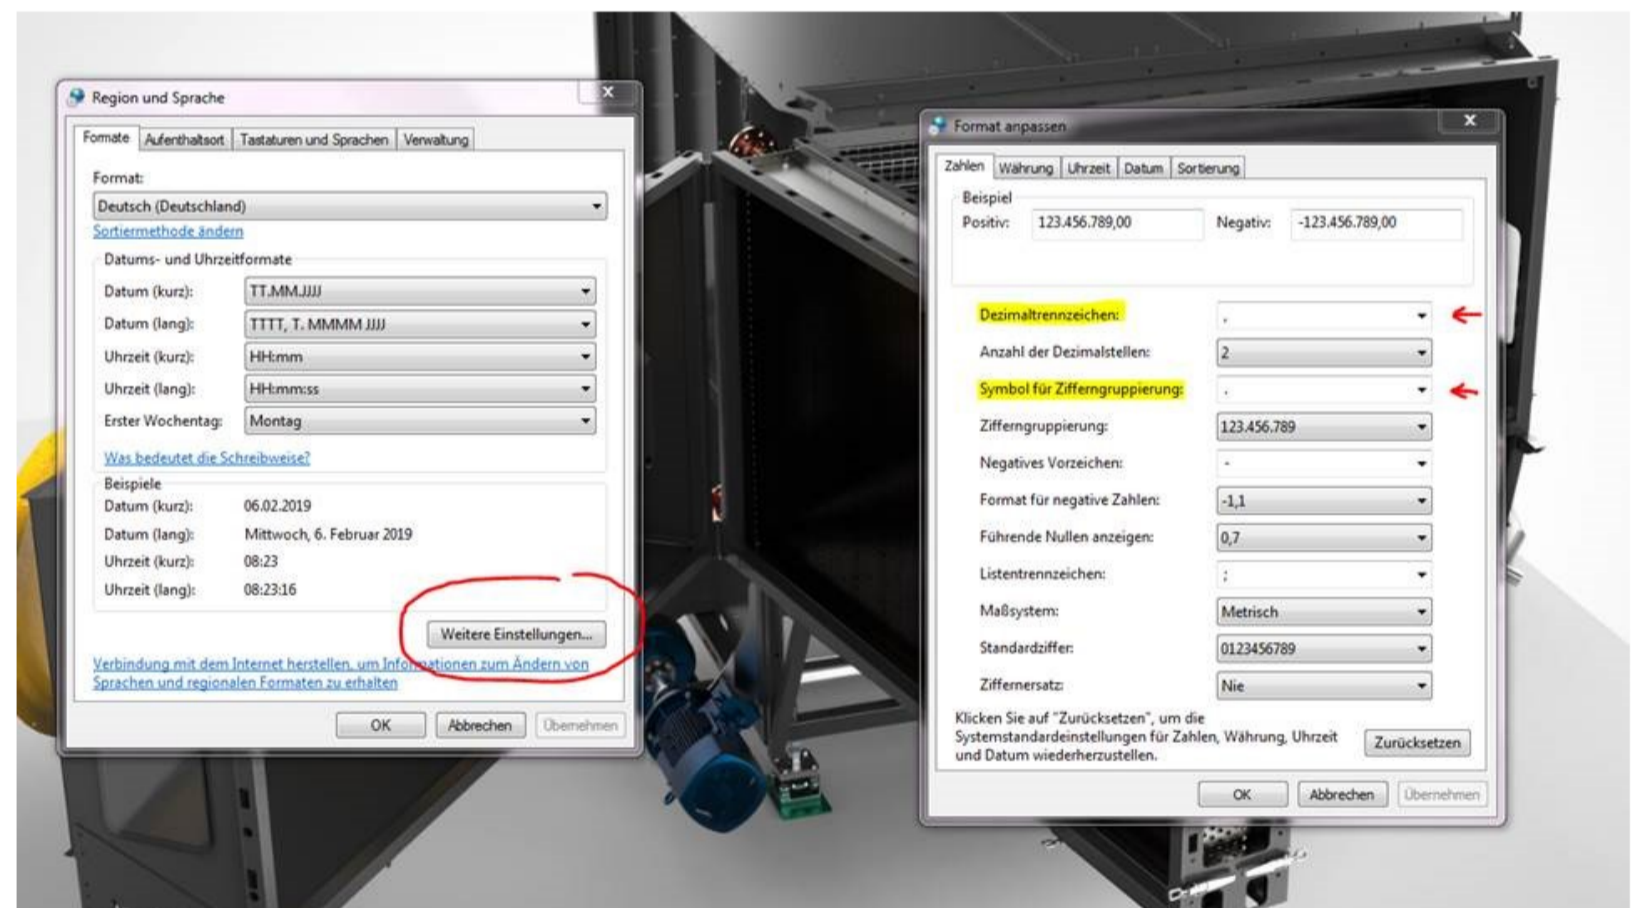 Region und Sprache
Formate Aufenthaltsort Tastaturen und Sprachen Verwaltung
Format:
Deutsch (Deutschland)
Sortiermethode ändern
Datums- und Uhrzeitformate
Datum (kurz): TT.MM.JJJJ
Datum (lang): TTTT, T. MMMM JJJJ
Uhrzeit (kurz): HH:mm
Uhrzeit (lang): HH:mm:ss
Erster Wochentag: Montag
Was bedeutet die Schreibweise?
Beispiele
Datum (kurz): 06.02.2019
Datum (lang): Mittwoch, 6. Februar 2019
Uhrzeit (kurz): 08:23
Uhrzeit (lang): 08:23:16
Weitere Einstellungen...
Verbindung mit dem Internet herstellen, um Informationen zum Ändern von
Sprachen und regionalen Formaten zu erhalten
OK Abbrechen Übernehmen
Format anpassen
Zahlen Währung Uhrzeit Datum Sortierung
Beispiel
Positiv: 123.456.789,00 Negativ: -123.456.789,00
Dezimaltrennzeichen: ,
Anzahl der Dezimalstellen: 2
Symbol für Zifferngruppierung: .
Zifferngruppierung: 123.456.789
Negatives Vorzeichen: -
Format für negative Zahlen: -1,1
Führende Nullen anzeigen: 0,7
Listentrennzeichen: ;
Maßsystem: Metrisch
Standardziffer: 0123456789
Ziffernersatz: Nie
Klicken Sie auf "Zurücksetzen", um die
Systemstandardeinstellungen für Zahlen, Währung, Uhrzeit
und Datum wiederherzustellen.
Zurücksetzen
OK Abbrechen Übernehmen